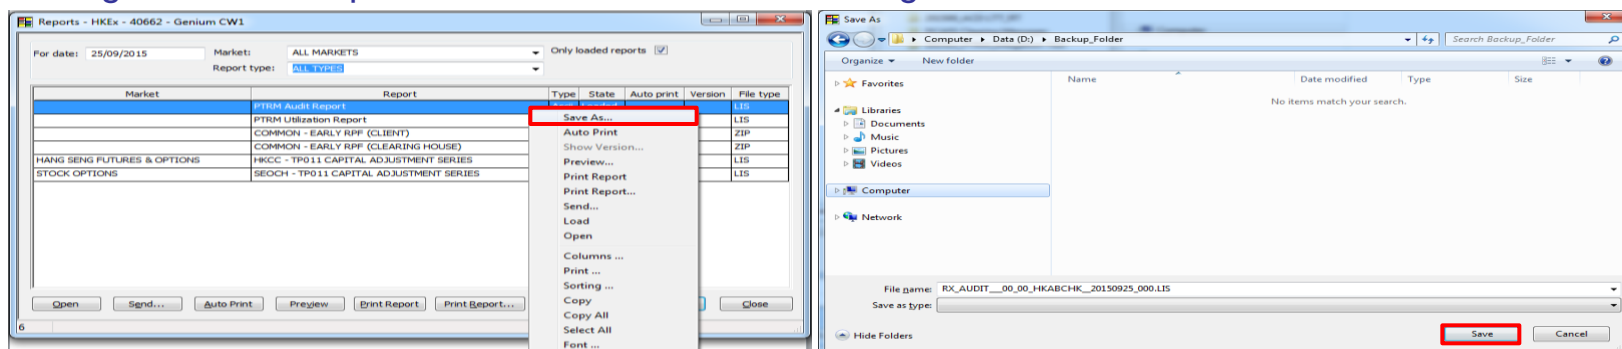 Reports - HKEx - 40662 - Genium CW1
For date: 25/09/2015 Market: ALL MARKETS Only loaded reports
Report type: ALL TYPES
Market Report Type State Auto print Version File type
PTRM Audit Report LIS
PTRM Utilization Report LIS
COMMON - EARLY RPF (CLIENT) ZIP
COMMON - EARLY RPF (CLEARING HOUSE) ZIP
HANG SENG FUTURES & OPTIONS HKCC - TP011 CAPITAL ADJUSTMENT SERIES LIS
STOCK OPTIONS SEOCH - TP011 CAPITAL ADJUSTMENT SERIES LIS
Save As...
Auto Print
Show Version...
Preview...
Print Report
Print Report...
Send...
Load
Open
Columns ...
Print ...
Sorting ...
Copy
Copy All
Select All
Font ...
Open Send... Auto Print Preview Print Report Print Report... Close
6
Save As
Computer Data (D:) Backup_Folder Search Backup_Folder
Organize New folder
Name Date modified Type Size
No items match your search.
Favorites
Libraries
Documents
Music
Pictures
Videos
Computer
Network
File name: RX_AUDIT__00_00_HKABCHK__20150925_000.LIS
Save as type:
Hide Folders Save Cancel